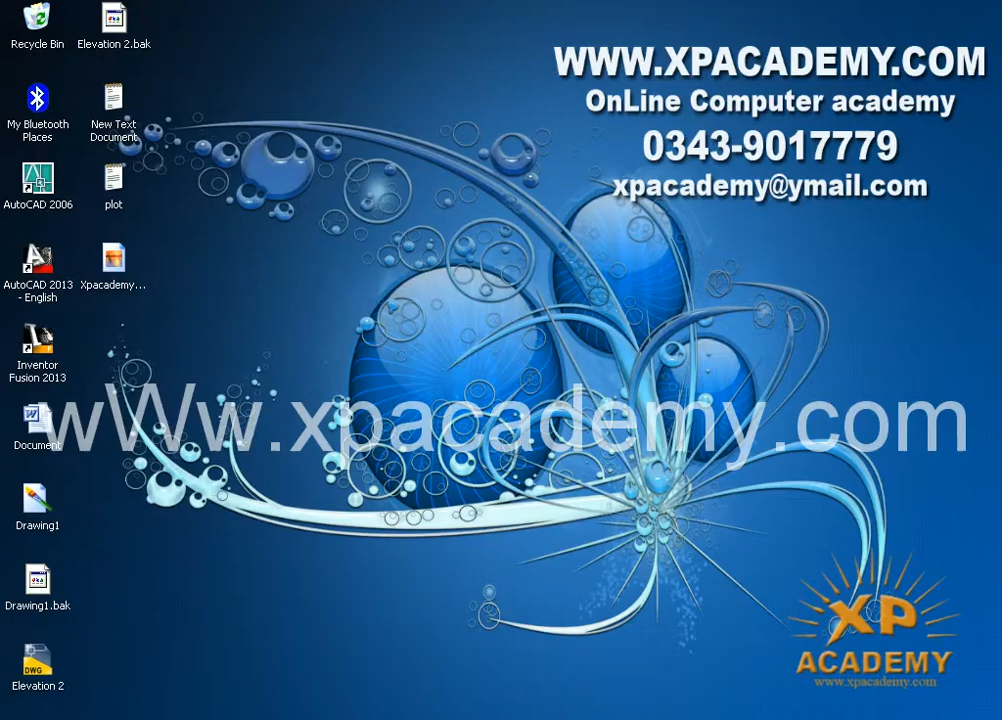 Recycle Bin
Elevation 2.bak
My Bluetooth
Places
New Text
Document
AutoCAD 2006
plot
AutoCAD 2013
- English
Xpacademy...
Inventor
Fusion 2013
Document
Drawing1
Drawing1.bak
DWG
Elevation 2
WWW.XPACADEMY.COM
OnLine Computer academy
0343-9017779
xpacademy@ymail.com
wWw.xpacademy.com
XP
ACADEMY
www.xpacademy.com